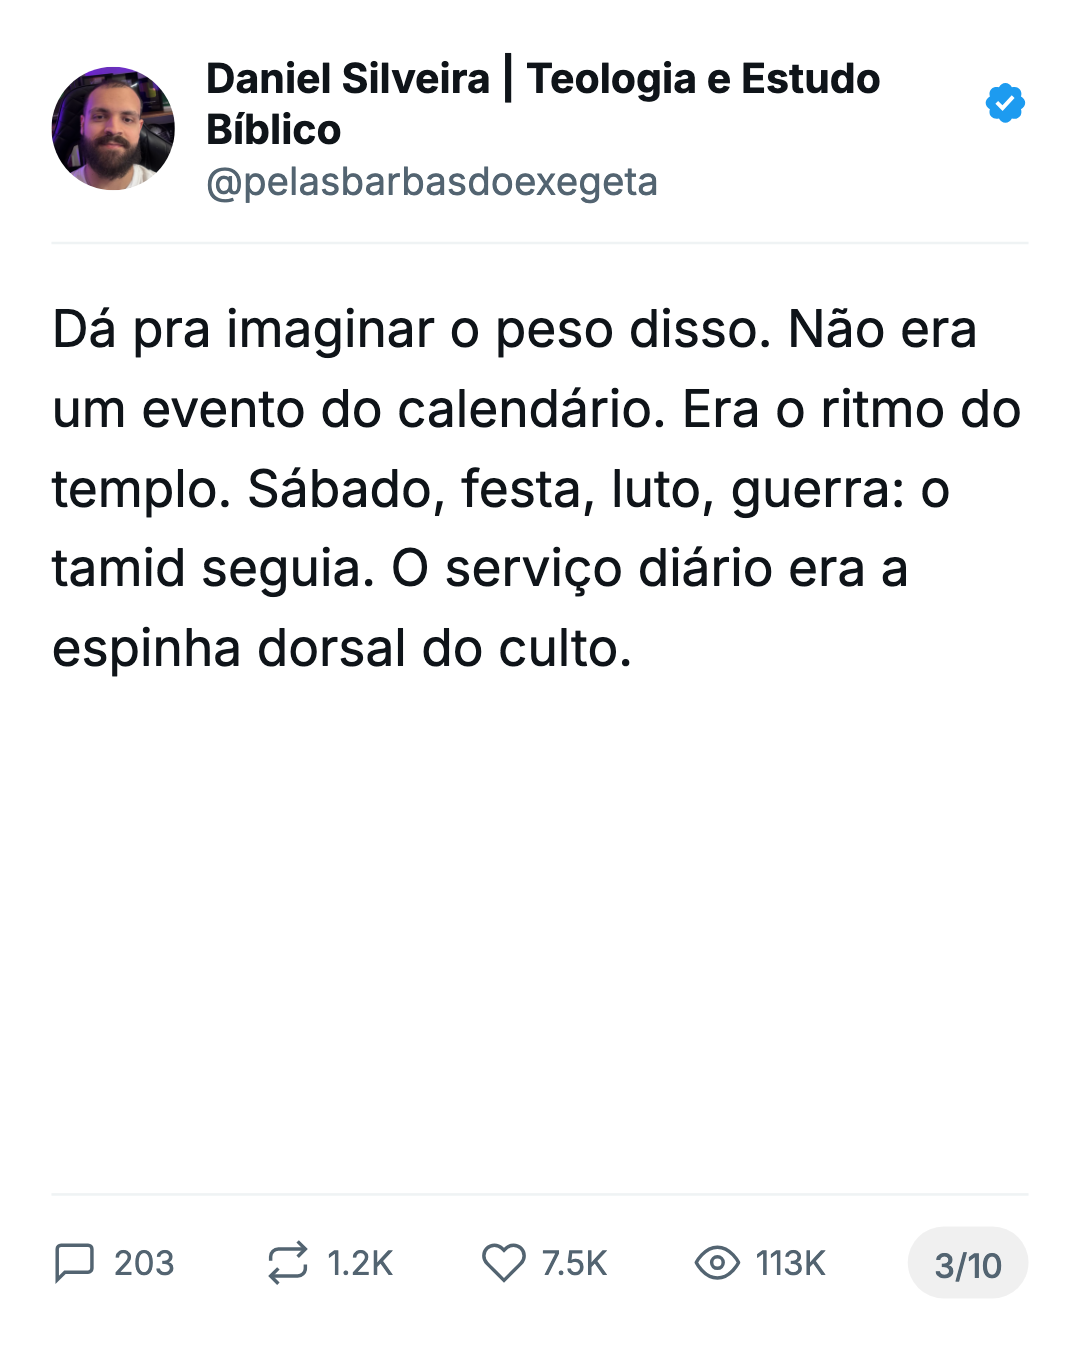 Daniel Silveira | Teologia e Estudo
Bíblico
@pelasbarbasdoexegeta
Dá pra imaginar o peso disso. Não era
um evento do calendário. Era o ritmo do
templo. Sábado, festa, luto, guerra: o
tamid seguia. O serviço diário era a
espinha dorsal do culto.
203 1.2K 7.5K 113K 3/10